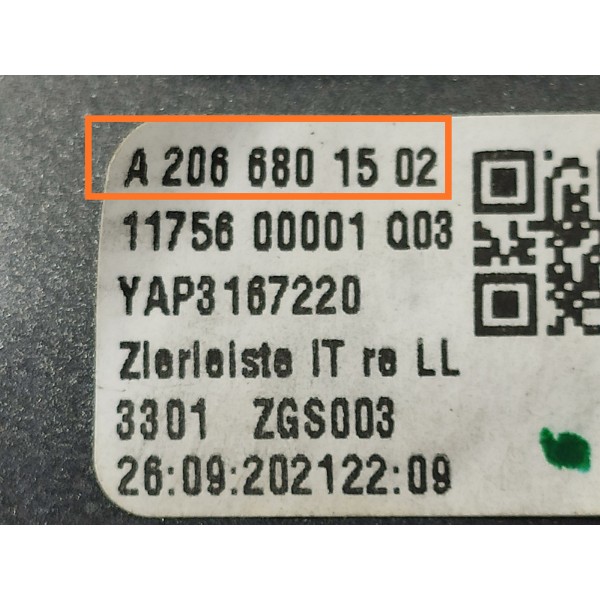 A 206 680 15 02
11756 00001 Q03
YAP3167220
Zierleiste IT re LL
3301 ZGS003
26:09:202122:09